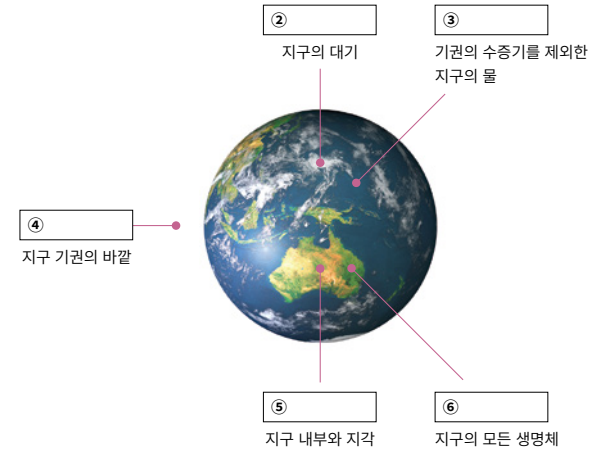 ②
지구의 대기
③
기권의 수증기를 제외한
지구의 물
④
지구 기권의 바깥
⑤
지구 내부와 지각
⑥
지구의 모든 생명체